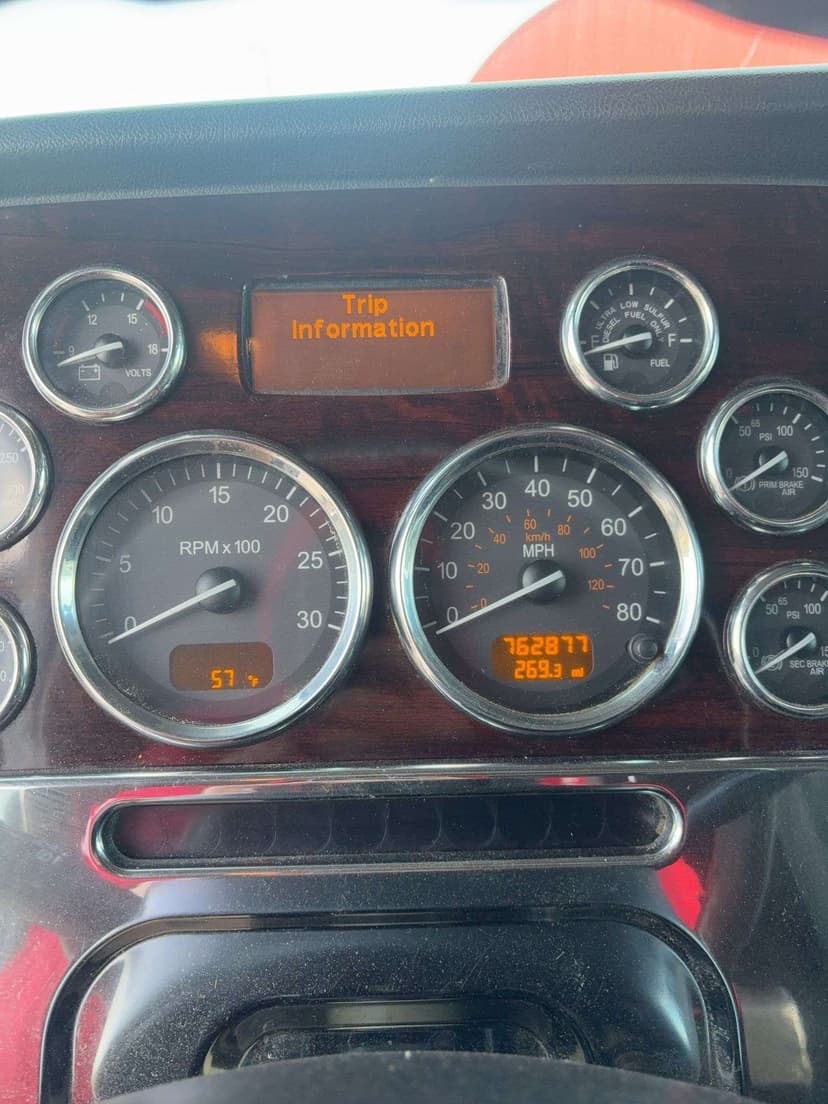 Trip
Information
9 12 15 18
VOLTS
ULTRA LOW SULFUR
DIESEL FUEL ONLY
E F
FUEL
250
50 65 100
PSI
0 150
PRIM BRAKE
AIR
0 5 10 15 20 25 30
RPM x 100
57 °F
0 10 20 30 40 50 60 70 80
20 40 60 80 100 120
km/h
MPH
762877
269.3 mi
50 65 100
PSI
0 15
SEC BRAKE
AIR